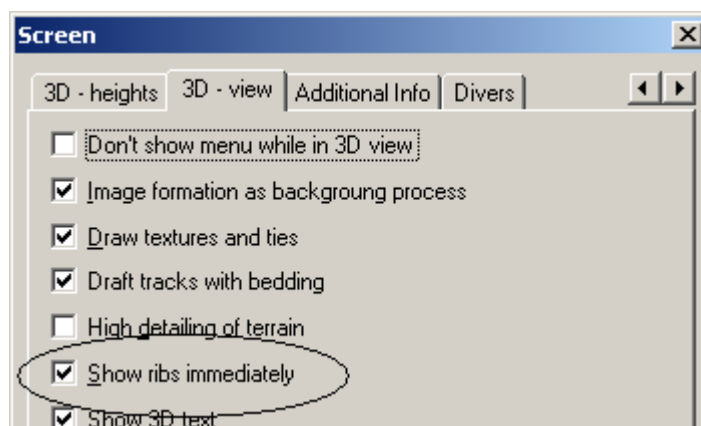 Screen
3D - heights 3D - view Additional Info Divers
Don't show menu while in 3D view
Image formation as backgroung process
Draw textures and ties
Draft tracks with bedding
High detailing of terrain
Show ribs immediately
Show 3D text